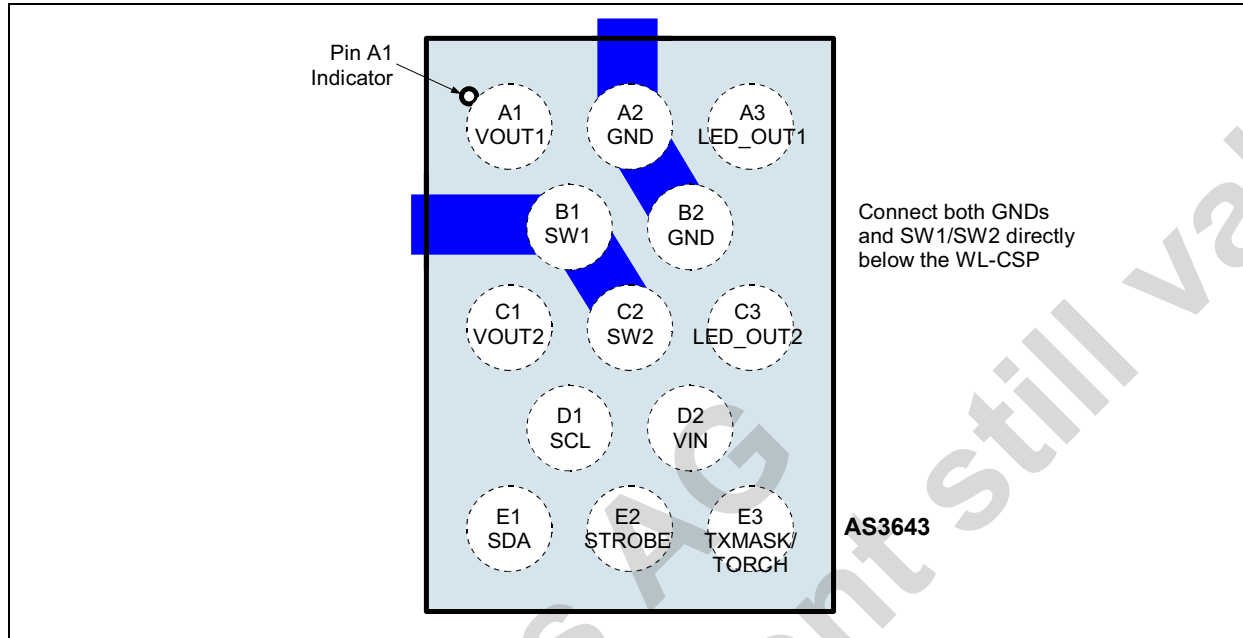 Pin A1
Indicator
A1
VOUT1
A2
GND
A3
LED_OUT1
B1
SW1
B2
GND
Connect both GNDs
and SW1/SW2 directly
below the WL-CSP
C1
VOUT2
C2
SW2
C3
LED_OUT2
D1
SCL
D2
VIN
E1
SDA
E2
STROBE
E3
TXMASK/
TORCH
AS3643
AG
still